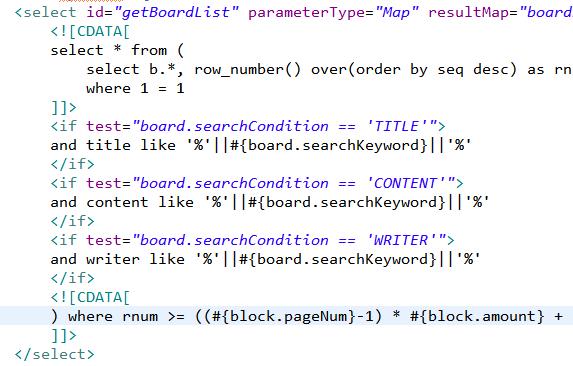 <select id="getBoardList" parameterType="Map" resultMap="board
<![CDATA[
select * from (
select b.*, row_number() over(order by seq desc) as rn
where 1 = 1
]]>
<if test="board.searchCondition == 'TITLE'">
and title like '%'||#{board.searchKeyword}||'%'
</if>
<if test="board.searchCondition == 'CONTENT'">
and content like '%'||#{board.searchKeyword}||'%'
</if>
<if test="board.searchCondition == 'WRITER'">
and writer like '%'||#{board.searchKeyword}||'%'
</if>
<![CDATA[
) where rnum >= ((#{block.pageNum}-1) * #{block.amount} +
]]>
</select>